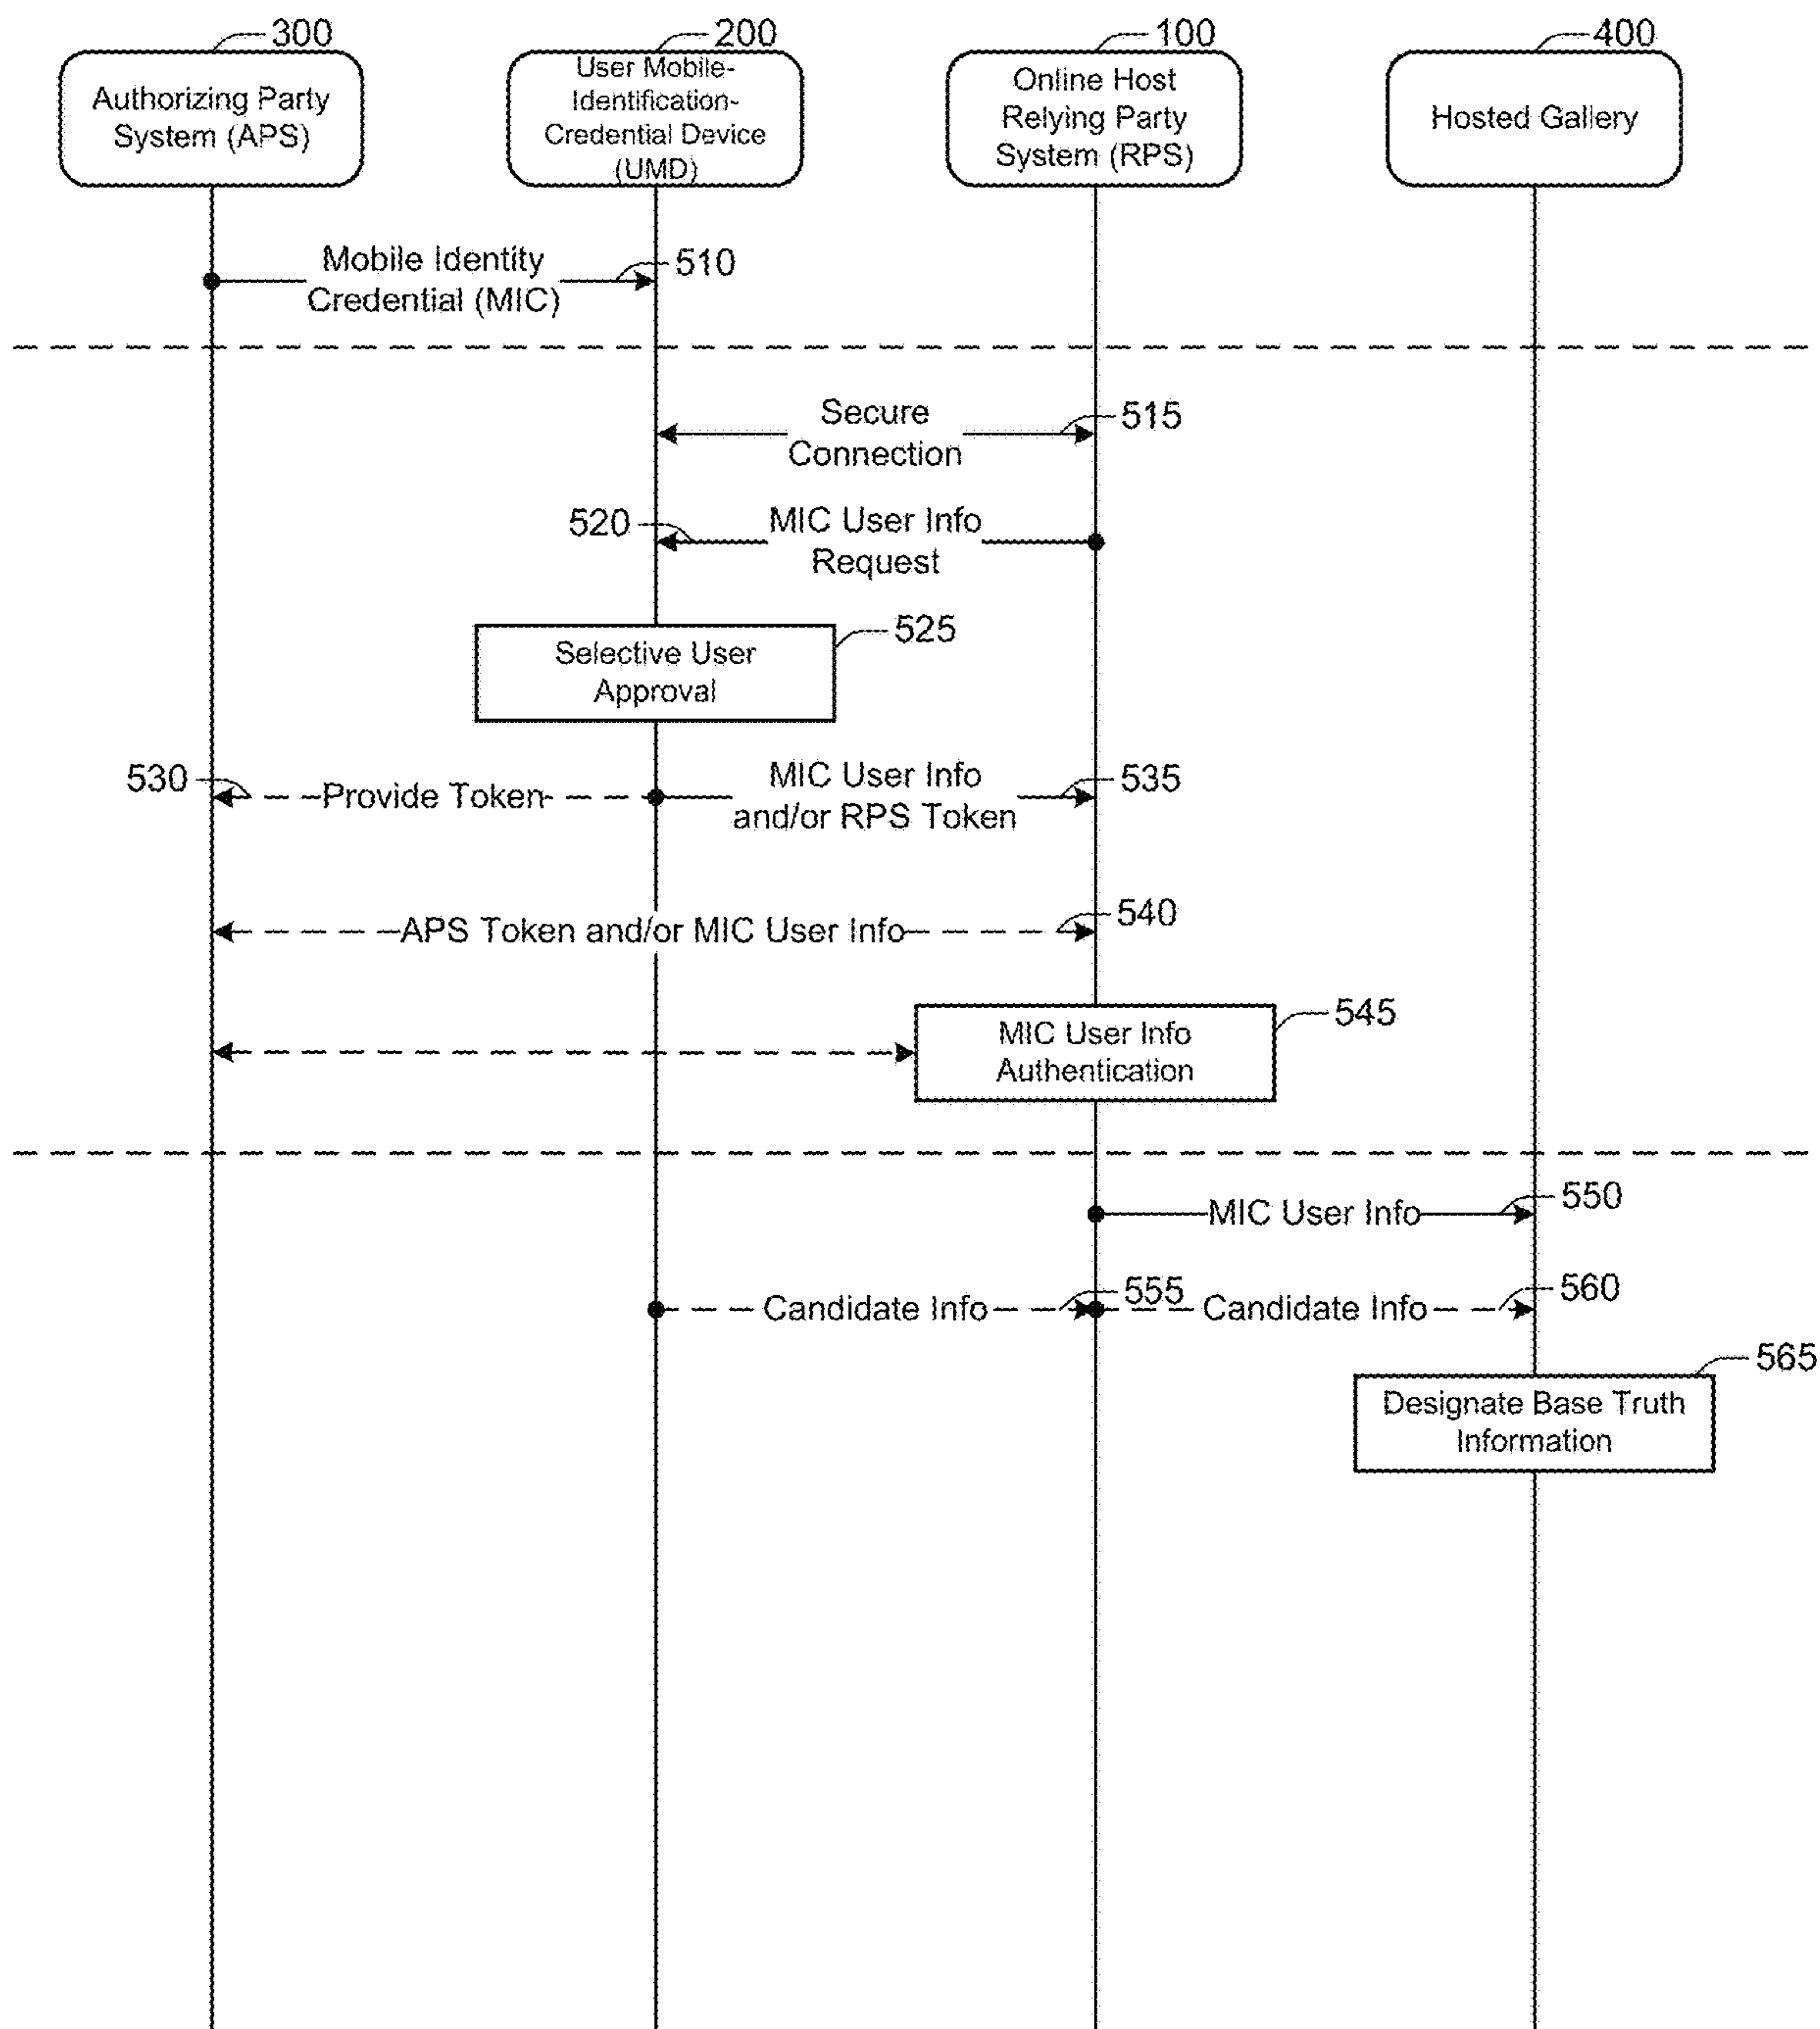 300
200
100
400
Authorizing Party
System (APS)
User Mobile-
Identification-
Credential Device
(UMD)
Online Host
Relying Party
System (RPS)
Hosted Gallery
Mobile Identity
Credential (MIC)
510
Secure
Connection
515
520
MIC User Info
Request
525
Selective User
Approval
530
Provide Token
MIC User Info
and/or RPS Token
535
APS Token and/or MIC User Info
540
545
MIC User Info
Authentication
MIC User Info
550
Candidate Info
555
Candidate Info
560
565
Designate Base Truth
Information